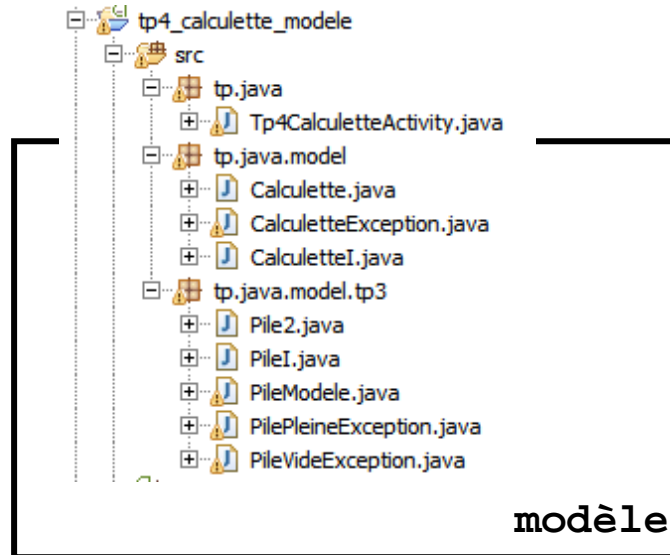 tp4_calculette_modele
src
tp.java
Tp4CalculetteActivity.java
tp.java.model
Calculette.java
CalculetteException.java
CalculetteI.java
tp.java.model.tp3
Pile2.java
PileI.java
PileModele.java
PilePleineException.java
PileVideException.java
modèle